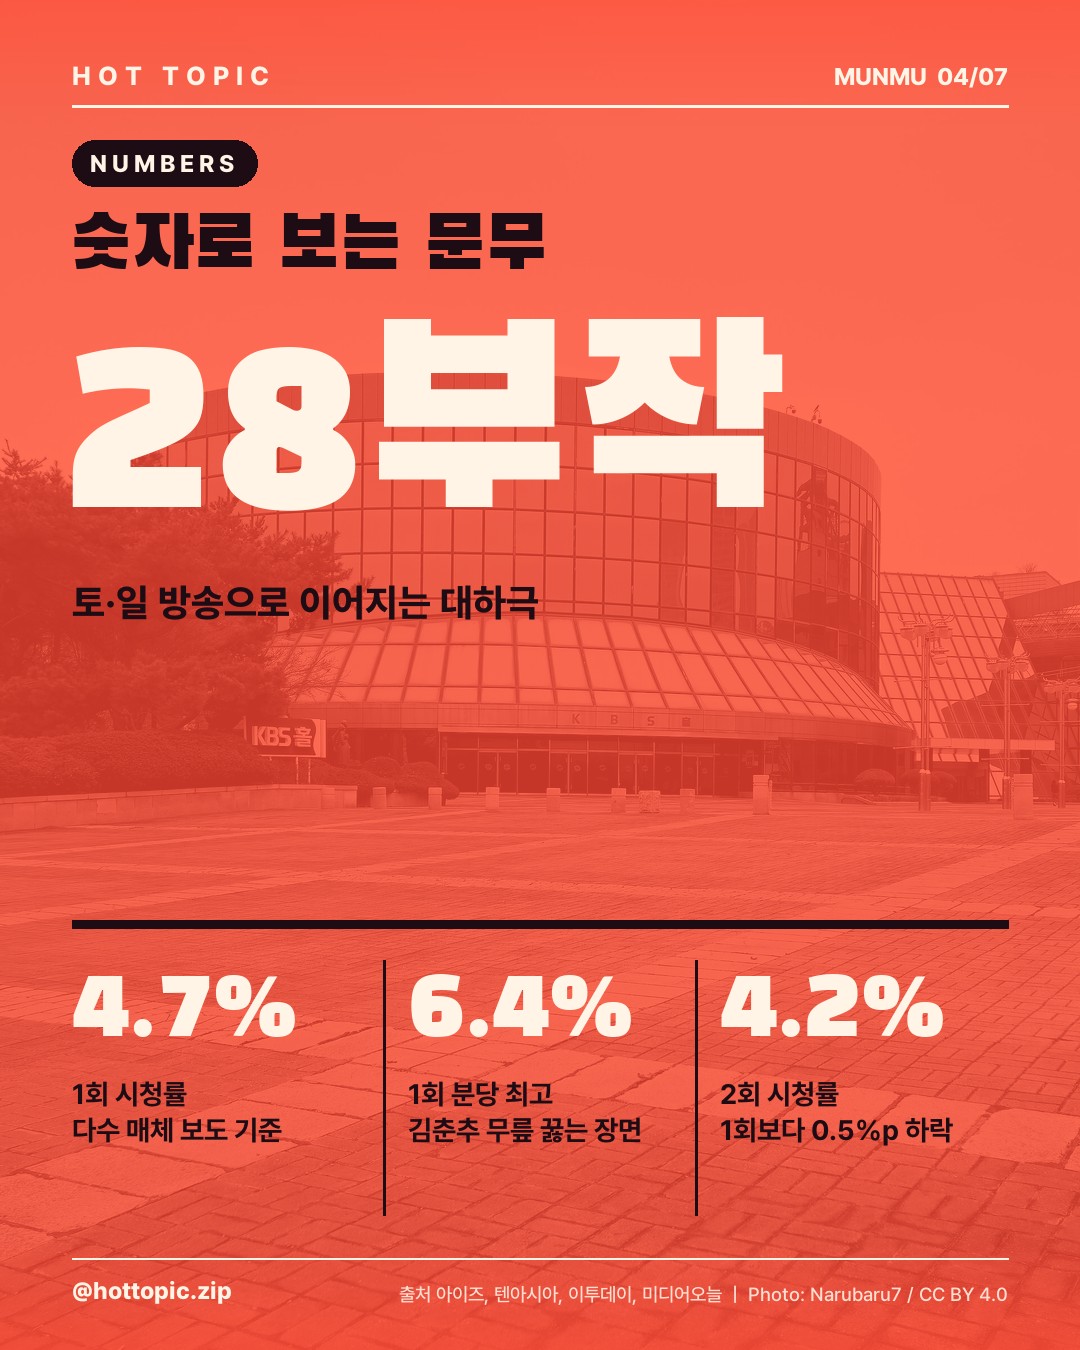 HOT TOPIC
MUNMU 04/07
NUMBERS
숫자로 보는 문무
28부작
토·일 방송으로 이어지는 대하극
KBS홀
K B S 홀
4.7%
1회 시청률
다수 매체 보도 기준
6.4%
1회 분당 최고
김춘추 무릎 꿇는 장면
4.2%
2회 시청률
1회보다 0.5%p 하락
@hottopic.zip
출처 아이즈, 텐아시아, 이투데이, 미디어오늘 | Photo: Narubaru7 / CC BY 4.0